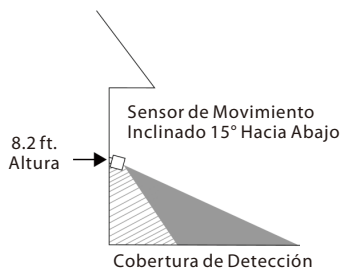 Sensor de Movimiento
Inclinado 15° Hacia Abajo
8.2 ft.
Altura
Cobertura de Detección